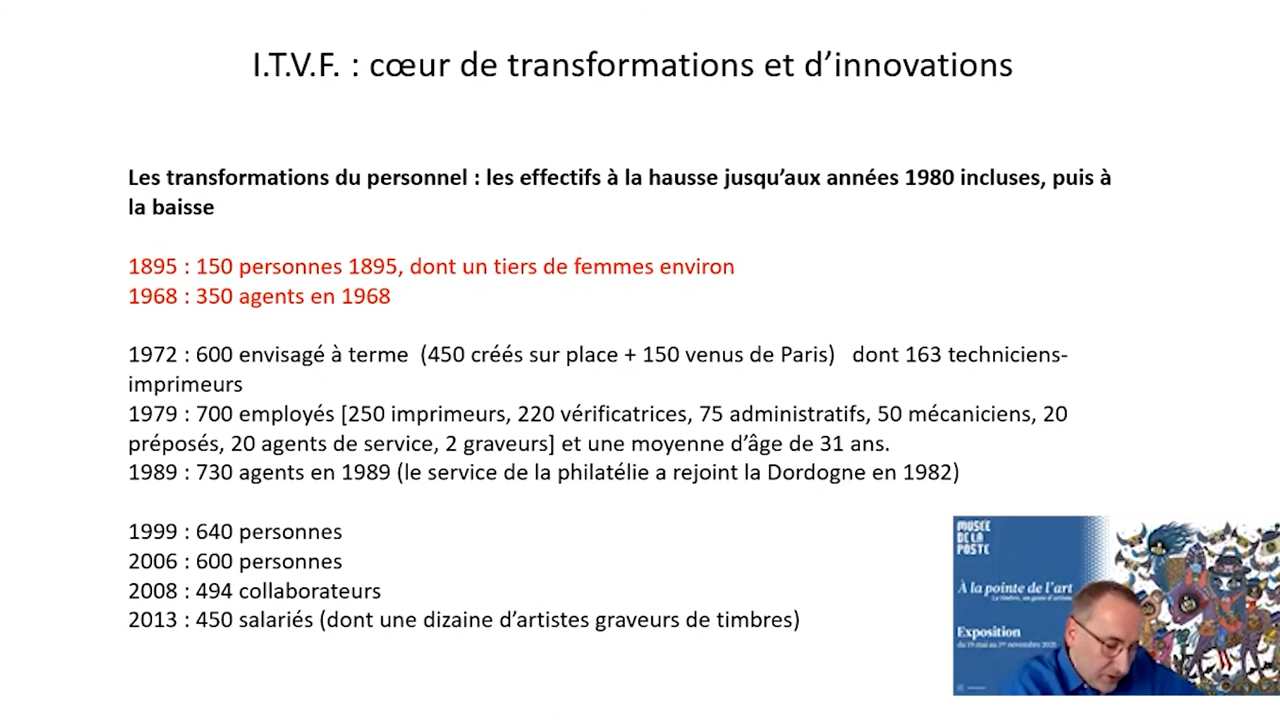 I.T.V.F. : cœur de transformations et d’innovations
Les transformations du personnel : les effectifs à la hausse jusqu’aux années 1980 incluses, puis à
la baisse
1895 : 150 personnes 1895, dont un tiers de femmes environ
1968 : 350 agents en 1968
1972 : 600 envisagé à terme (450 créés sur place + 150 venus de Paris) dont 163 techniciens-
imprimeurs
1979 : 700 employés [250 imprimeurs, 220 vérificatrices, 75 administratifs, 50 mécaniciens, 20
préposés, 20 agents de service, 2 graveurs] et une moyenne d’âge de 31 ans.
1989 : 730 agents en 1989 (le service de la philatélie a rejoint la Dordogne en 1982)
1999 : 640 personnes
2006 : 600 personnes
2008 : 494 collaborateurs
2013 : 450 salariés (dont une dizaine d’artistes graveurs de timbres)
MUSÉE
DE LA
POSTE
À la pointe de l’art
Exposition